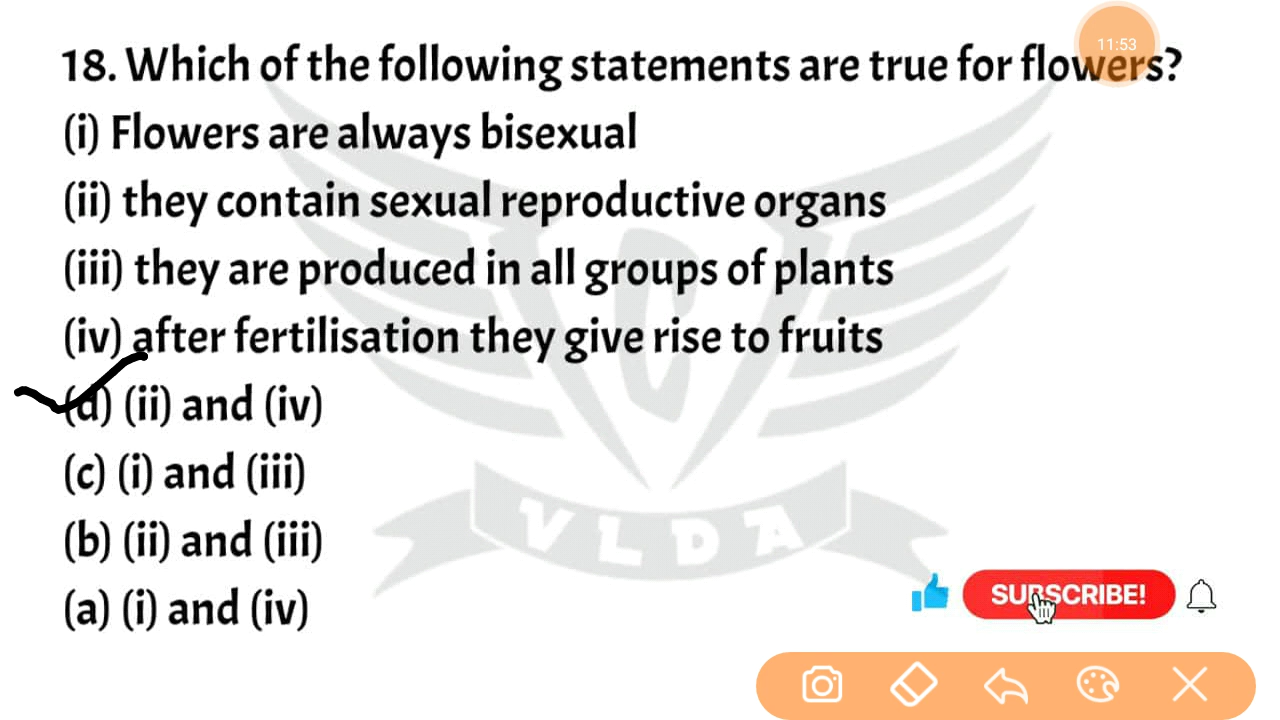 11:53
18. Which of the following statements are true for flowers?
(i) Flowers are always bisexual
(ii) they contain sexual reproductive organs
(iii) they are produced in all groups of plants
(iv) after fertilisation they give rise to fruits
(d) (ii) and (iv)
(c) (i) and (iii)
(b) (ii) and (iii)
(a) (i) and (iv)
VLDA
SUBSCRIBE!